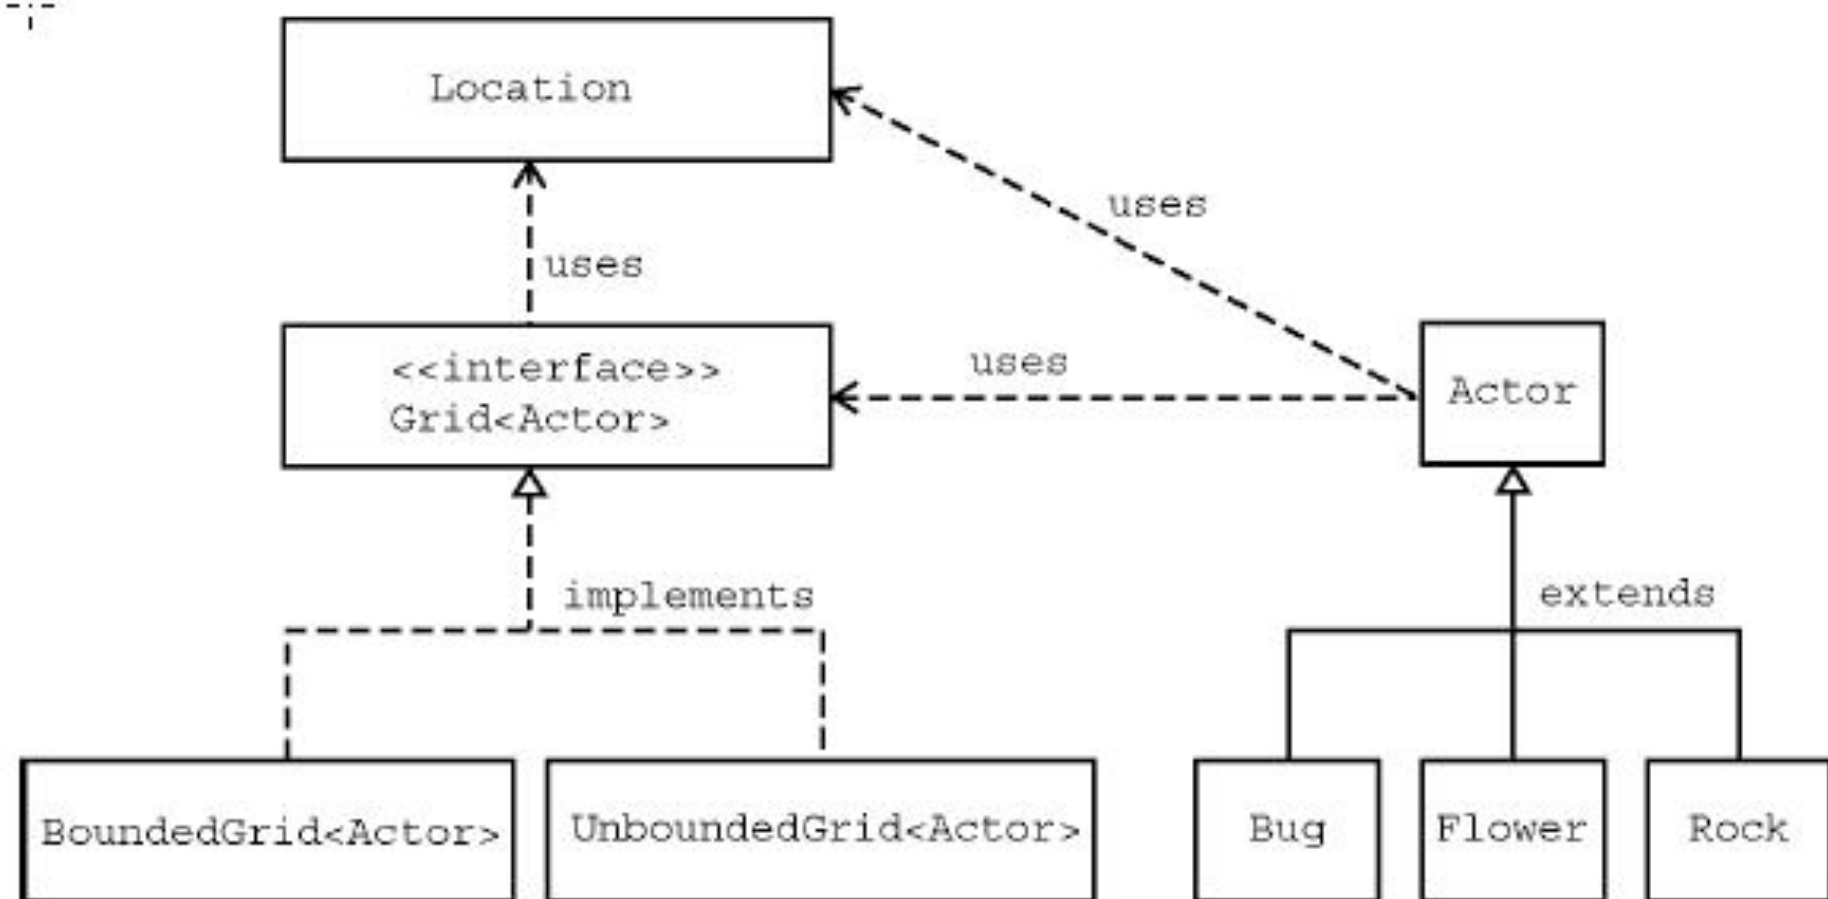 Location
uses
uses
<<interface>>
Grid<Actor>
uses
Actor
implements
extends
BoundedGrid<Actor>
UnboundedGrid<Actor>
Bug
Flower
Rock